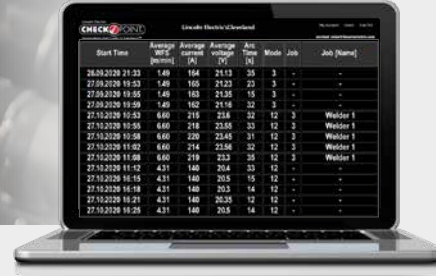 CHECKPOINT
Lincoln Electric\Cleveland
Start Time Average WFS [m/min] Average current [A] Average voltage [V] Arc Time [s] Mode Job Job [Name]
28.09.2020 21:33 1.49 164 21.13 35 3 - -
27.09.2020 19:53 1.49 165 21.23 23 3 - -
27.09.2020 19:55 1.49 163 21.35 15 3 - -
27.09.2020 19:59 1.49 162 21.16 32 3 - -
27.10.2020 10:53 6.60 215 23.6 32 12 3 Welder 1
27.10.2020 10:55 6.60 218 23.55 33 12 3 Welder 1
27.10.2020 10:58 6.60 220 23.45 31 12 3 Welder 1
27.10.2020 11:02 6.60 214 23.56 32 12 3 Welder 1
27.10.2020 11:08 6.60 219 23.3 35 12 3 Welder 1
27.10.2020 11:12 4.31 140 20.4 33 12 - -
27.10.2020 16:15 4.31 140 20.5 15 12 - -
27.10.2020 16:18 4.31 140 20.3 14 12 - -
27.10.2020 16:21 4.31 140 20.35 12 12 - -
27.10.2020 16:25 4.31 140 20.5 14 12 - -